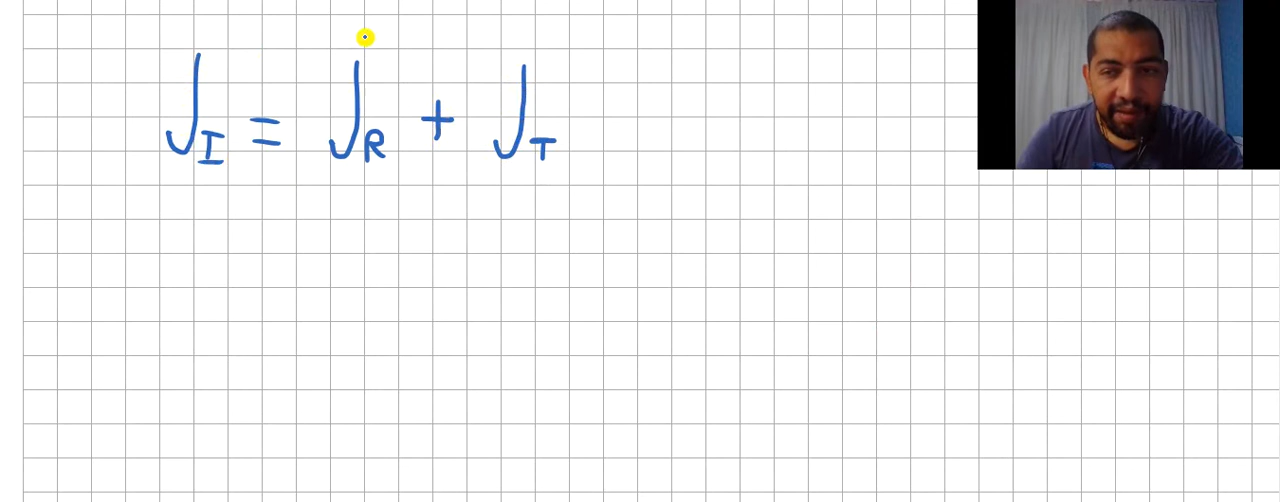 J_I = J_R + J_T